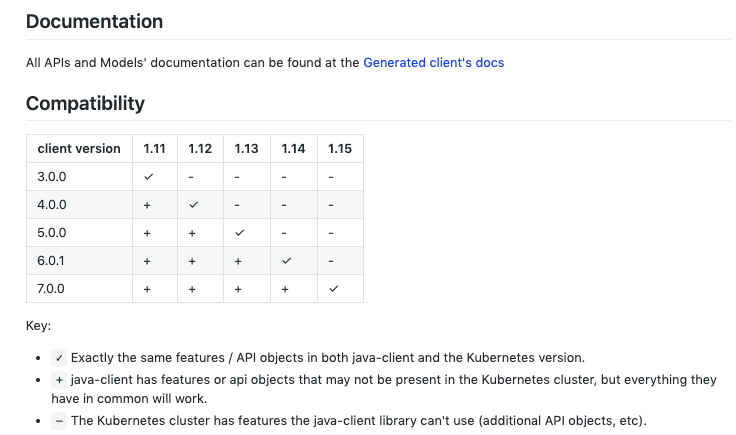 Documentation
All APIs and Models' documentation can be found at the Generated client's docs
Compatibility
client version 1.11 1.12 1.13 1.14 1.15
3.0.0 ✓ - - - -
4.0.0 + ✓ - - -
5.0.0 + + ✓ - -
6.0.1 + + + ✓ -
7.0.0 + + + + ✓
Key:
• ✓ Exactly the same features / API objects in both java-client and the Kubernetes version.
• + java-client has features or api objects that may not be present in the Kubernetes cluster, but everything they
have in common will work.
• - The Kubernetes cluster has features the java-client library can't use (additional API objects, etc).